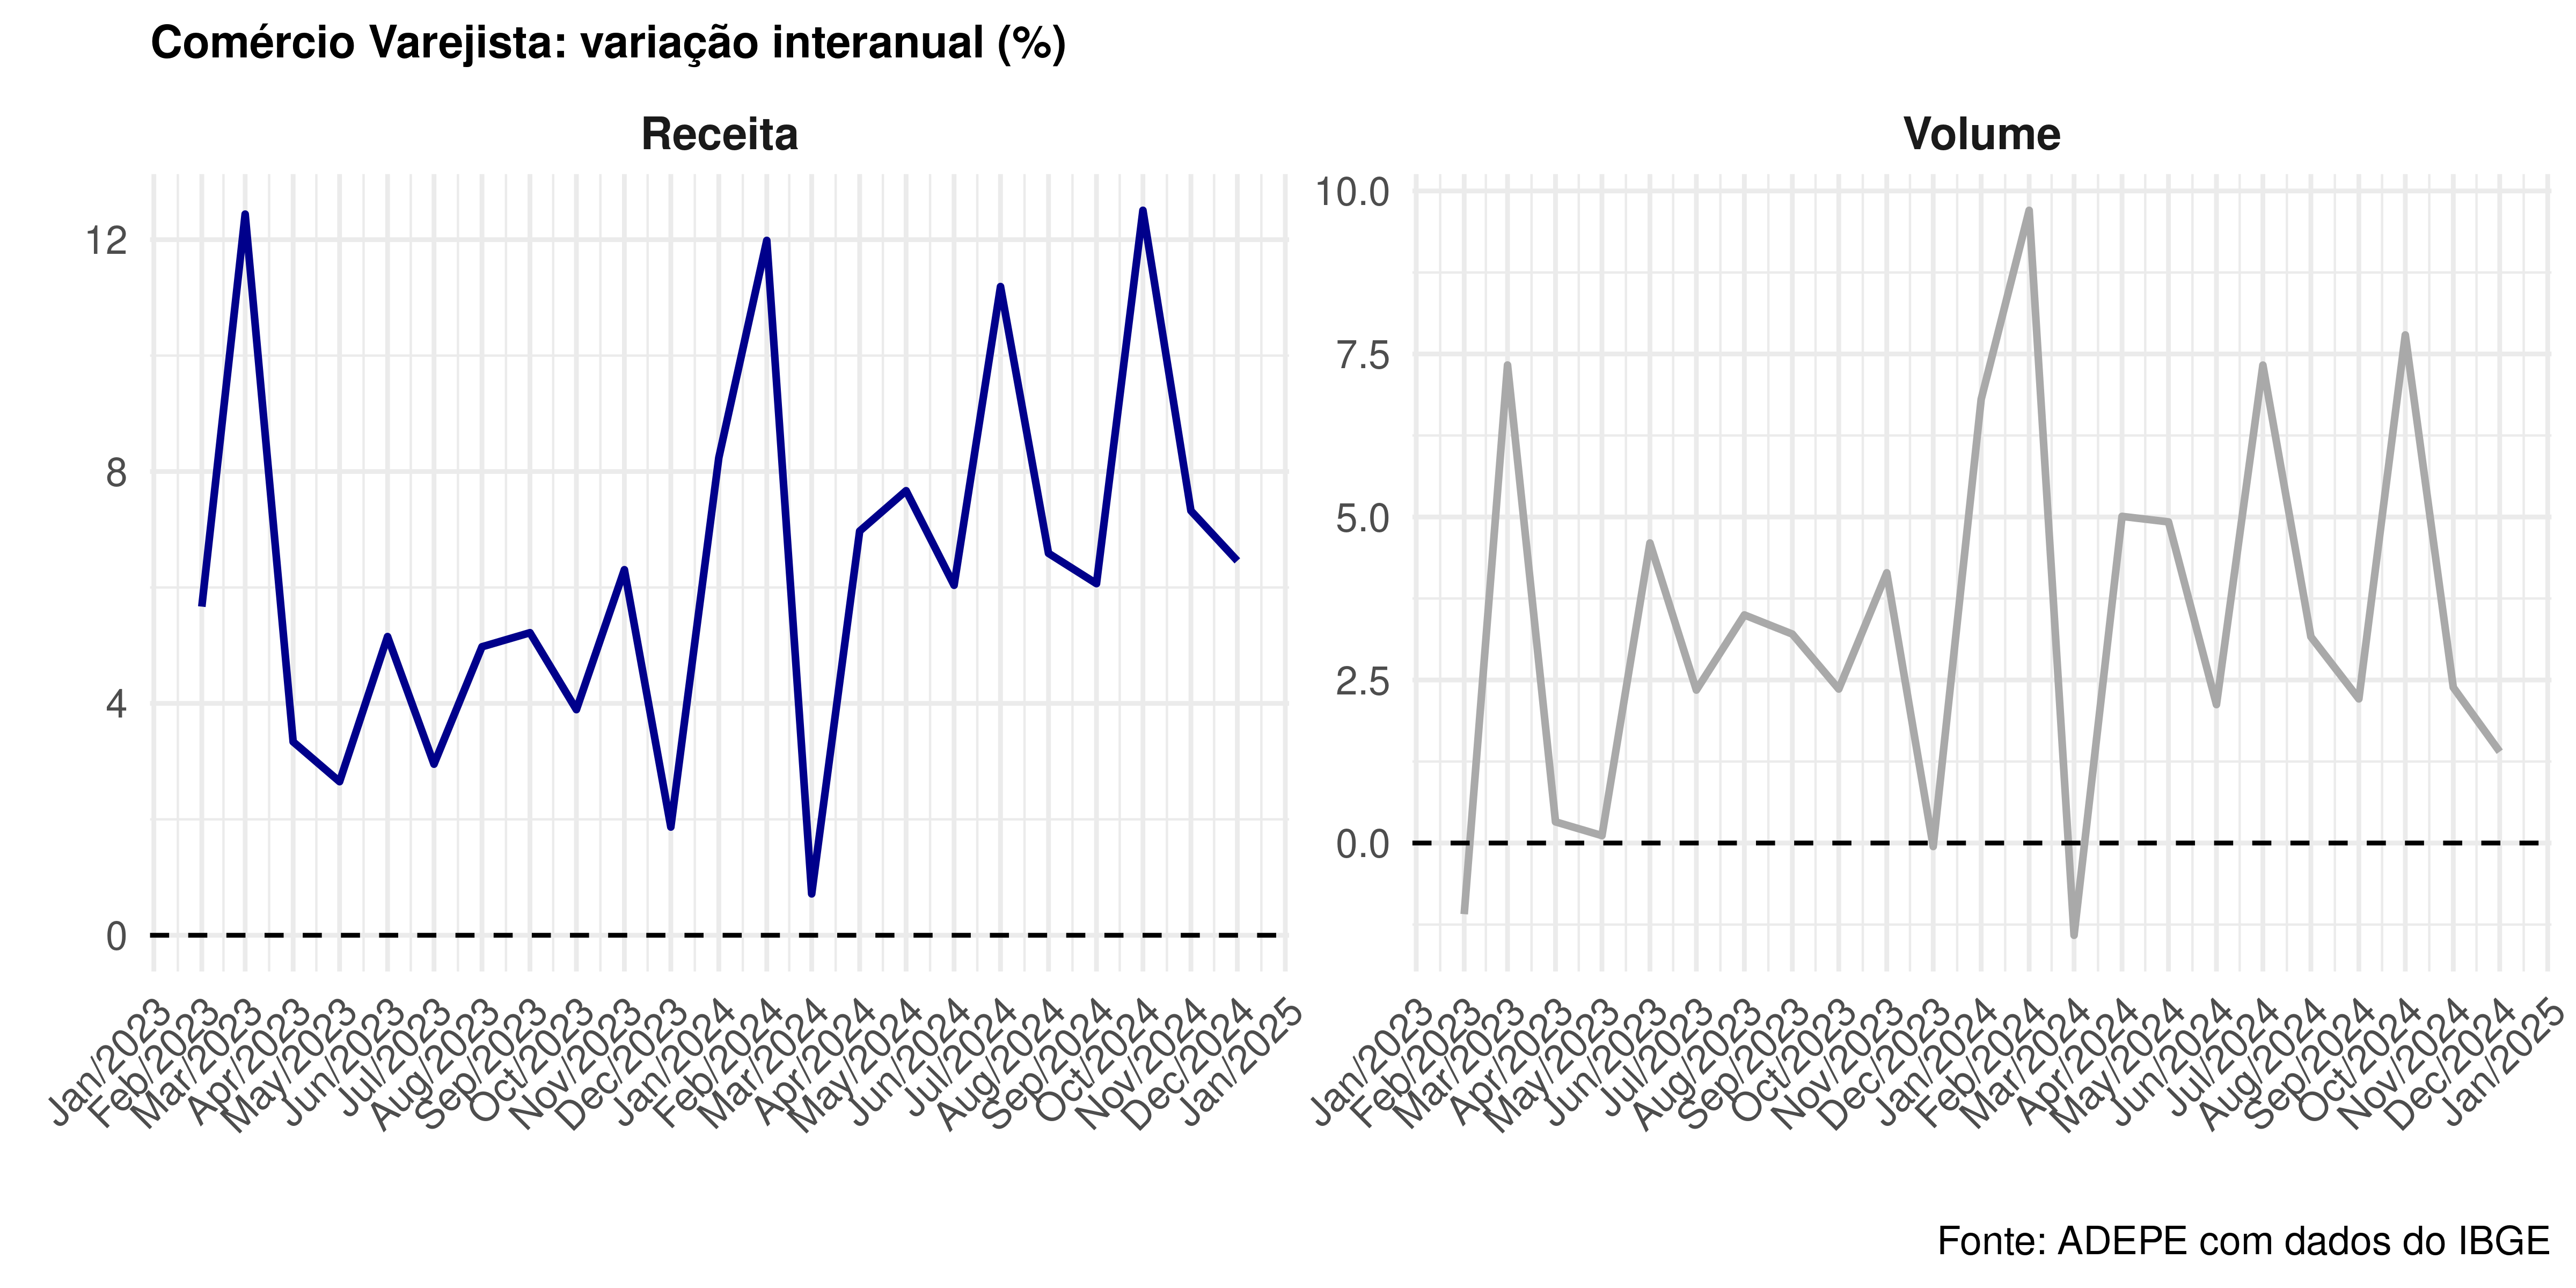 Comércio Varejista: variação interanual (%)
Receita
12
8
4
0
Jan/2023
Feb/2023
Mar/2023
Apr/2023
May/2023
Jun/2023
Jul/2023
Aug/2023
Sep/2023
Oct/2023
Nov/2023
Dec/2023
Jan/2024
Feb/2024
Mar/2024
Apr/2024
May/2024
Jun/2024
Jul/2024
Aug/2024
Sep/2024
Oct/2024
Nov/2024
Dec/2024
Jan/2025
Volume
10.0
7.5
5.0
2.5
0.0
Jan/2023
Feb/2023
Mar/2023
Apr/2023
May/2023
Jun/2023
Jul/2023
Aug/2023
Sep/2023
Oct/2023
Nov/2023
Dec/2023
Jan/2024
Feb/2024
Mar/2024
Apr/2024
May/2024
Jun/2024
Jul/2024
Aug/2024
Sep/2024
Oct/2024
Nov/2024
Dec/2024
Jan/2025
Fonte: ADEPE com dados do IBGE